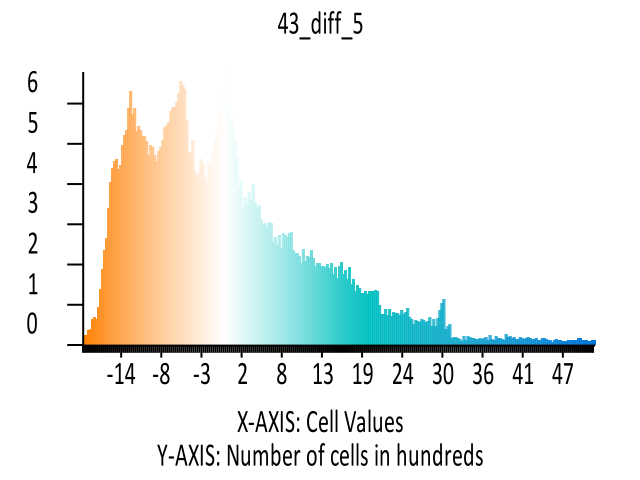 43_diff_5
6
5
4
3
2
1
0
-14 -8 -3 2 8 13 19 24 30 36 41 47
X-AXIS: Cell Values
Y-AXIS: Number of cells in hundreds